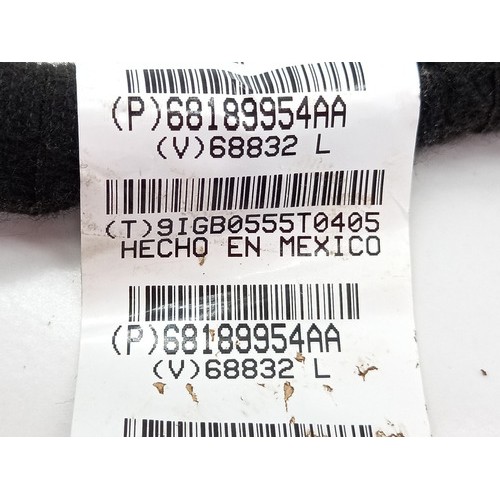 (P)68189954AA
(V)68832 L
(T)9IGB0555T0405
HECHO EN MEXICO
(P)68189954AA
(V)68832 L